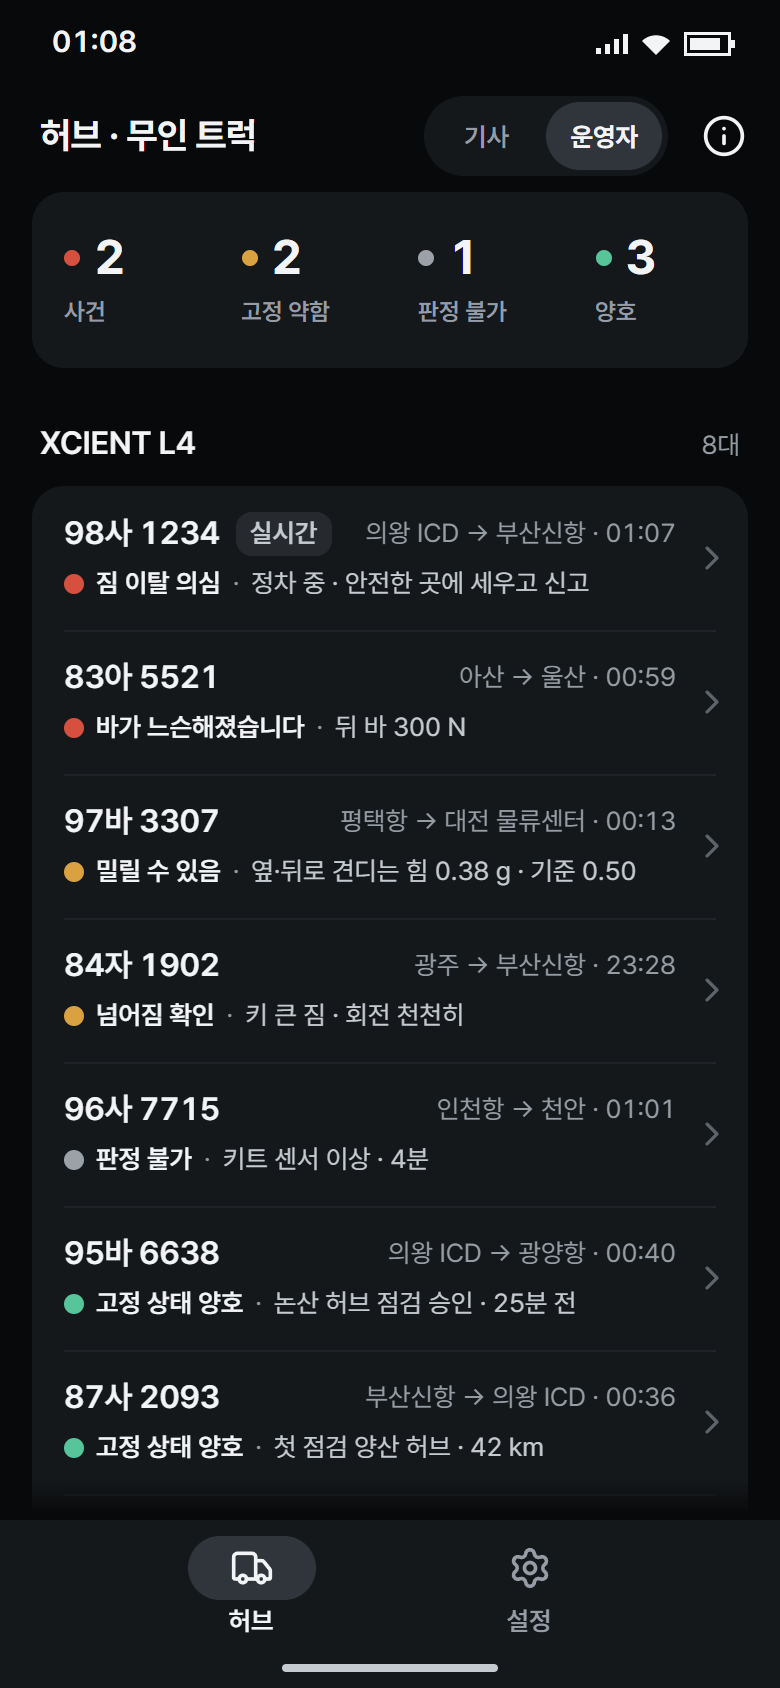 01:08
허브 · 무인 트럭
기사
운영자
2
2
1
3
사건
고정 약함
판정 불가
양호
XCIENT L4
8대
98사 1234 실시간 의왕 ICD → 부산신항 · 01:07
짐 이탈 의심 · 정차 중 · 안전한 곳에 세우고 신고
83아 5521 아산 → 울산 · 00:59
바가 느슨해졌습니다 · 뒤 바 300 N
97바 3307 평택항 → 대전 물류센터 · 00:13
밀릴 수 있음 · 옆·뒤로 견디는 힘 0.38 g · 기준 0.50
84자 1902 광주 → 부산신항 · 23:28
넘어짐 확인 · 키 큰 짐 · 회전 천천히
96사 7715 인천항 → 천안 · 01:01
판정 불가 · 키트 센서 이상 · 4분
95바 6638 의왕 ICD → 광양항 · 00:40
고정 상태 양호 · 논산 허브 점검 승인 · 25분 전
87사 2093 부산신항 → 의왕 ICD · 00:36
고정 상태 양호 · 첫 점검 양산 허브 · 42 km
허브
설정